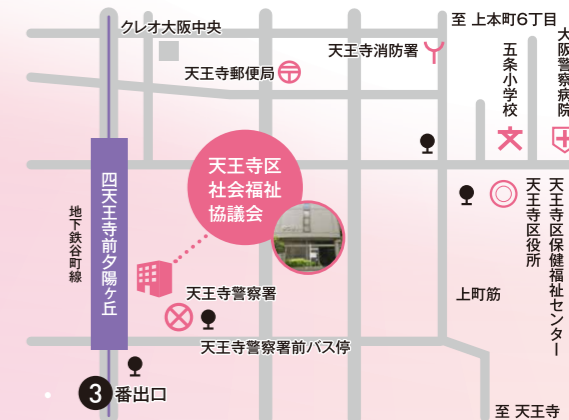 クレオ大阪中央
至 上本町6丁目
天王寺消防署
天王寺郵便局
五条小学校
大阪警察病院
天王寺区
社会福祉
協議会
四天王寺前夕陽ヶ丘
地下鉄谷町線
天王寺区役所
天王寺区保健福祉センター
天王寺警察署
上町筋
天王寺警察署前バス停
3番出口
至 天王寺